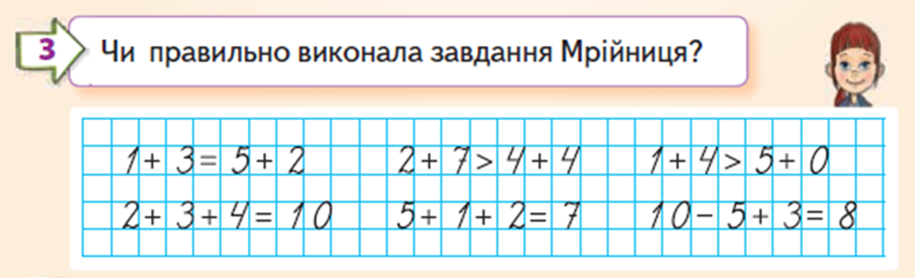 3 Чи правильно виконала завдання Мрійниця?
1 + 3 = 5 + 2 2 + 7 > 4 + 4 1 + 4 > 5 + 0
2 + 3 + 4 = 10 5 + 1 + 2 = 7 10 - 5 + 3 = 8